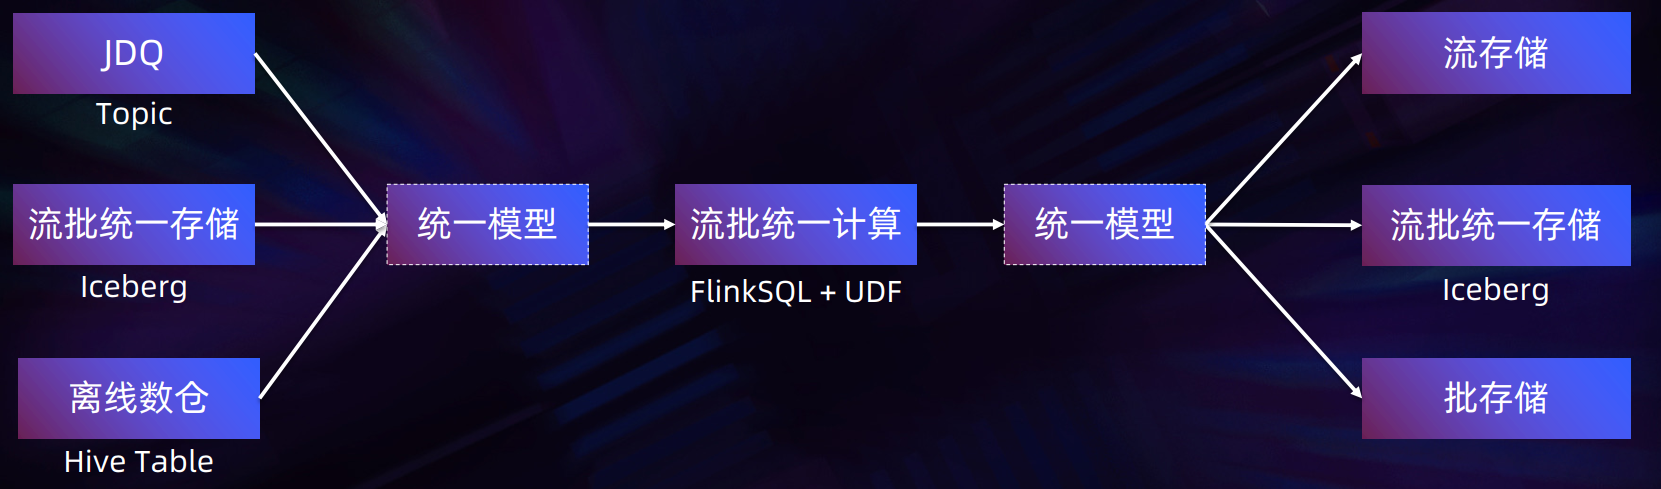 JDQ
Topic
流批统一存储
Iceberg
离线数仓
Hive Table
统一模型
流批统一计算
FlinkSQL + UDF
统一模型
流存储
流批统一存储
Iceberg
批存储